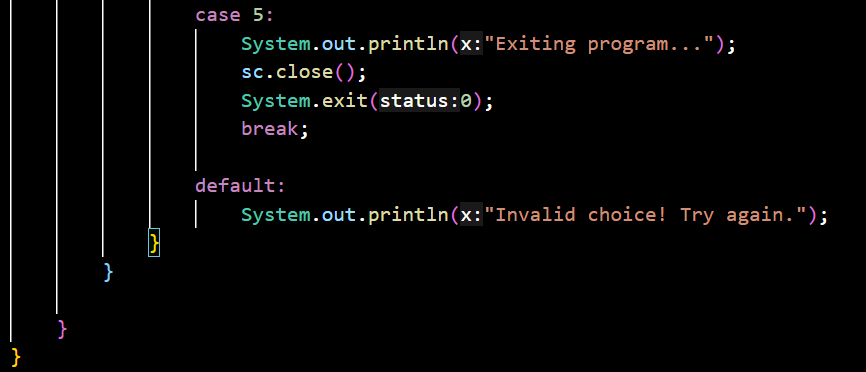 case 5:
System.out.println(x:"Exiting program...");
sc.close();
System.exit(status:0);
break;
default:
System.out.println(x:"Invalid choice! Try again.");
}
}
}
}